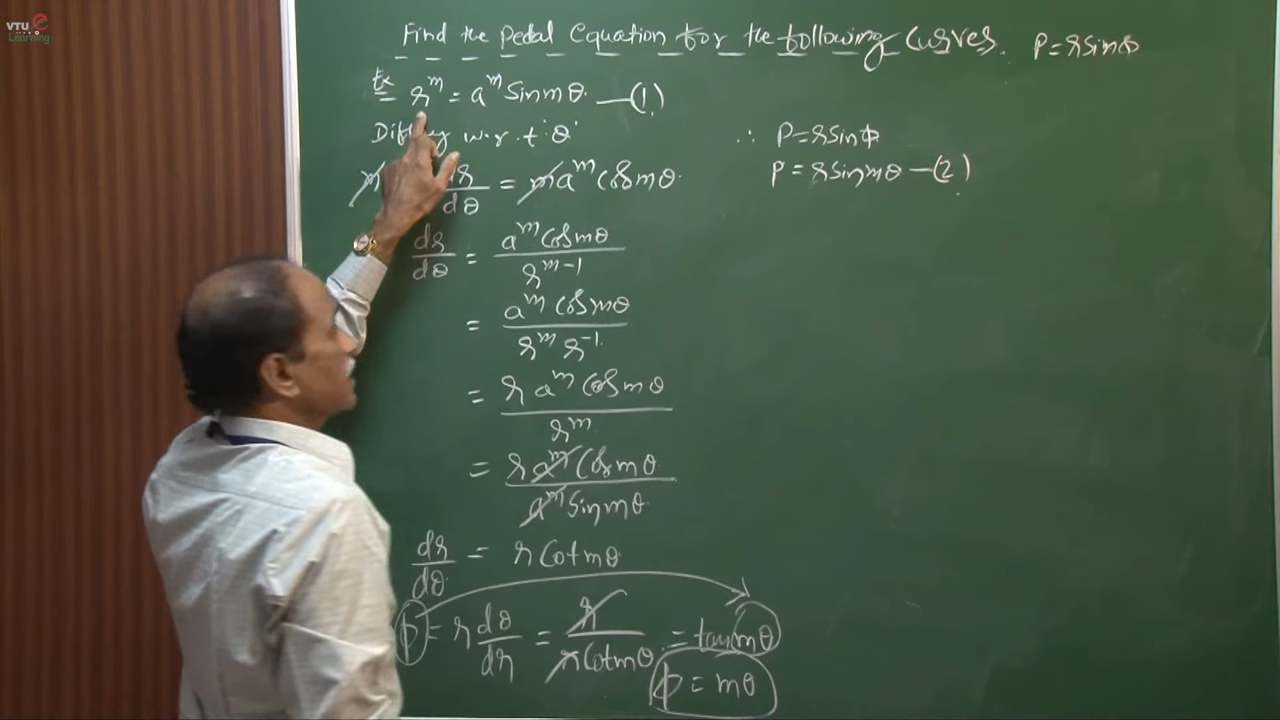 VTU e
Learning
Find the Pedal Equation for the following Curves. P = r sin ϕ
Ex r^m = a^m Sin mθ. —(1)
w.r.t 'θ'
dr/dθ = m a^m Cos mθ.
dr/dθ = a^m Cos mθ / r^(m-1)
= a^m Cos mθ / r^m r^-1.
= r a^m Cos mθ / r^m
= r a^m Cos mθ. / a^m Sin mθ.
dr/dθ. = r Cot mθ.
ϕ = r dθ/dr = r / r Cot mθ. = tan mθ
ϕ = mθ
∴ P = r sin ϕ
P = r sin mθ —(2)